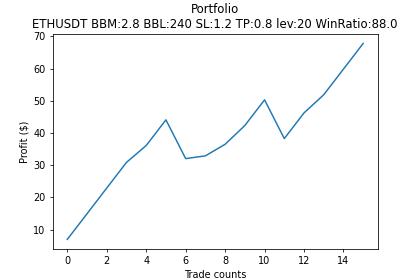 Portfolio
ETHUSDT BBM:2.8 BBL:240 SL:1.2 TP:0.8 lev:20 WinRatio:88.0
70
60
50
40
30
20
10
Profit ($)
0 2 4 6 8 10 12 14
Trade counts